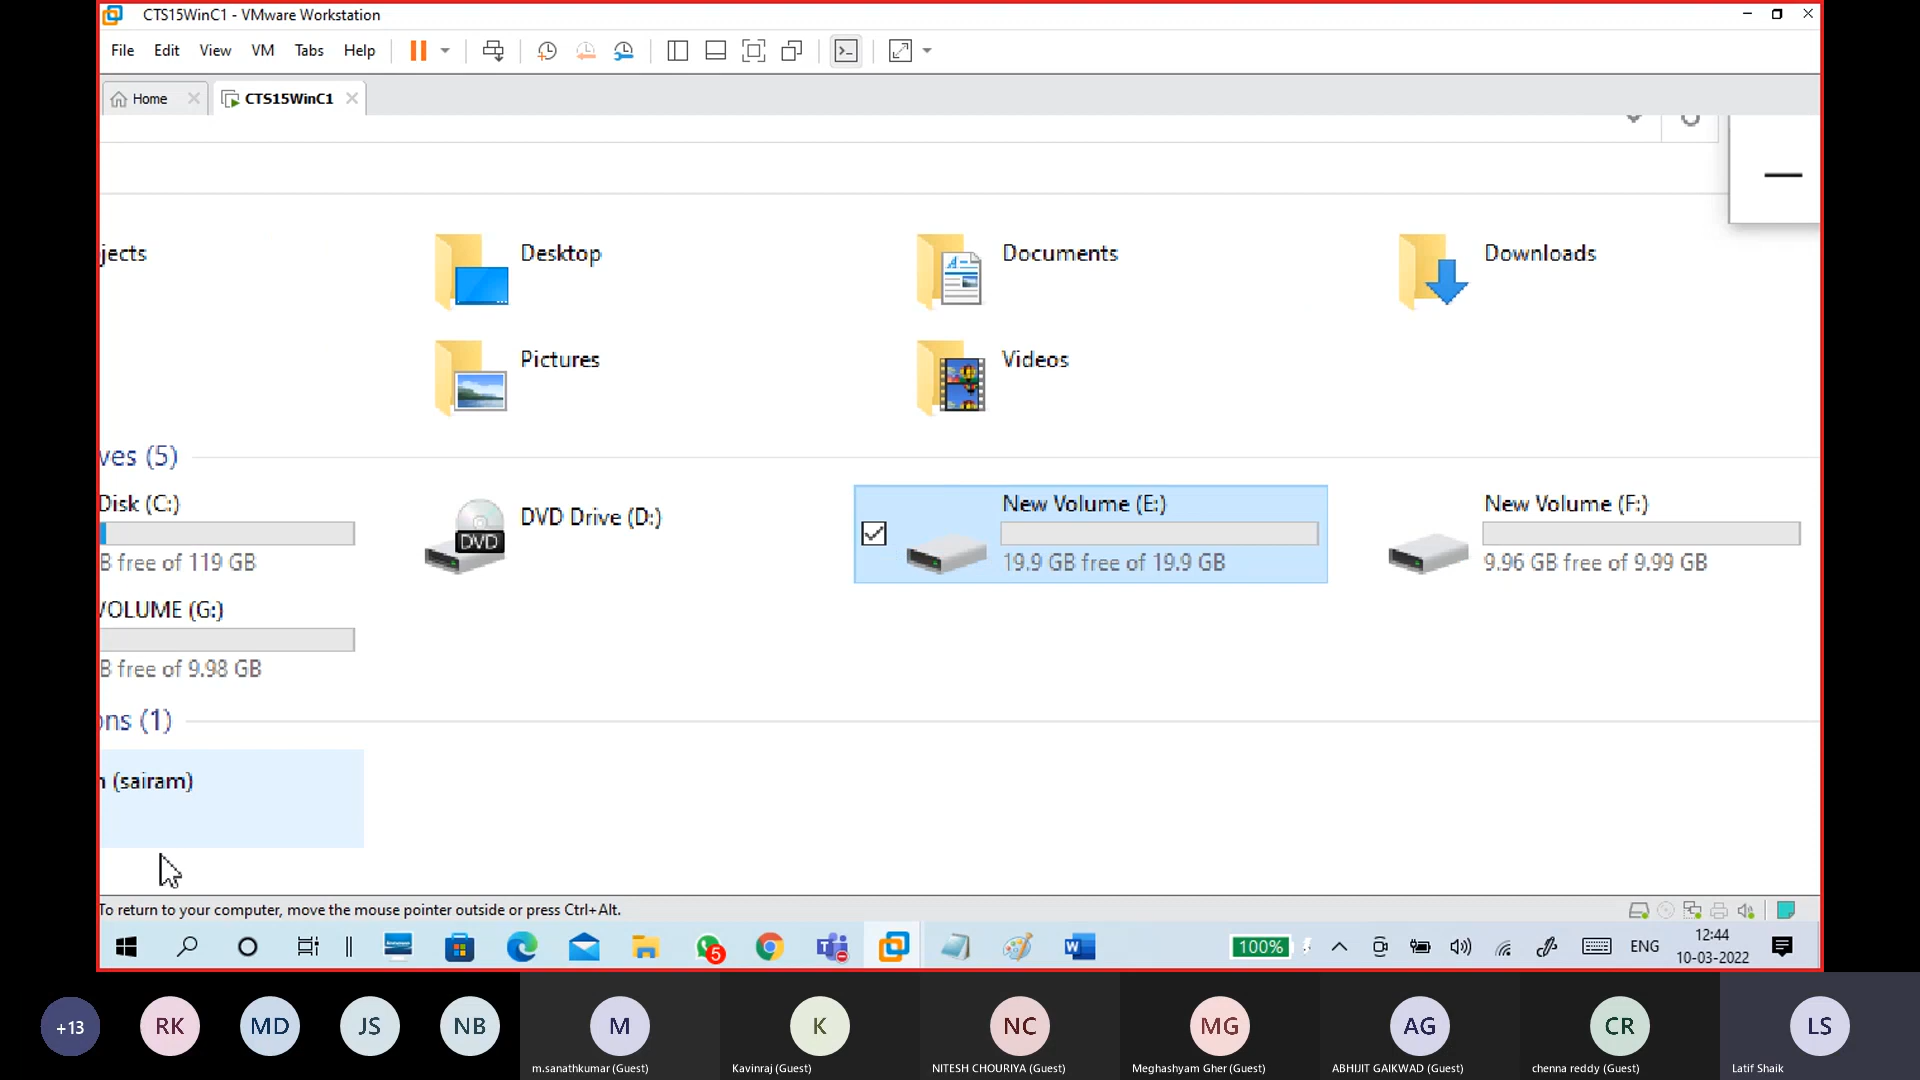 CTS15WinC1 - VMware Workstation
File Edit View VM Tabs Help
Home CTS15WinC1
jects Desktop Documents Downloads
Pictures Videos
ves (5)
Disk (C:) DVD Drive (D:) New Volume (E:) New Volume (F:)
DVD
B free of 119 GB 19.9 GB free of 19.9 GB 9.96 GB free of 9.99 GB
VOLUME (G:)
B free of 9.98 GB
ons (1)
n (sairam)
To return to your computer, move the mouse pointer outside or press Ctrl+Alt.
5 100% ENG 12:44
10-03-2022
+13 RK MD JS NB M K NC MG AG CR LS
m.sanathkumar (Guest) Kavinraj (Guest) NITESH CHOURIYA (Guest) Meghashyam Gher (Guest) ABHIJIT GAIKWAD (Guest) chenna reddy (Guest) Latif Shaik